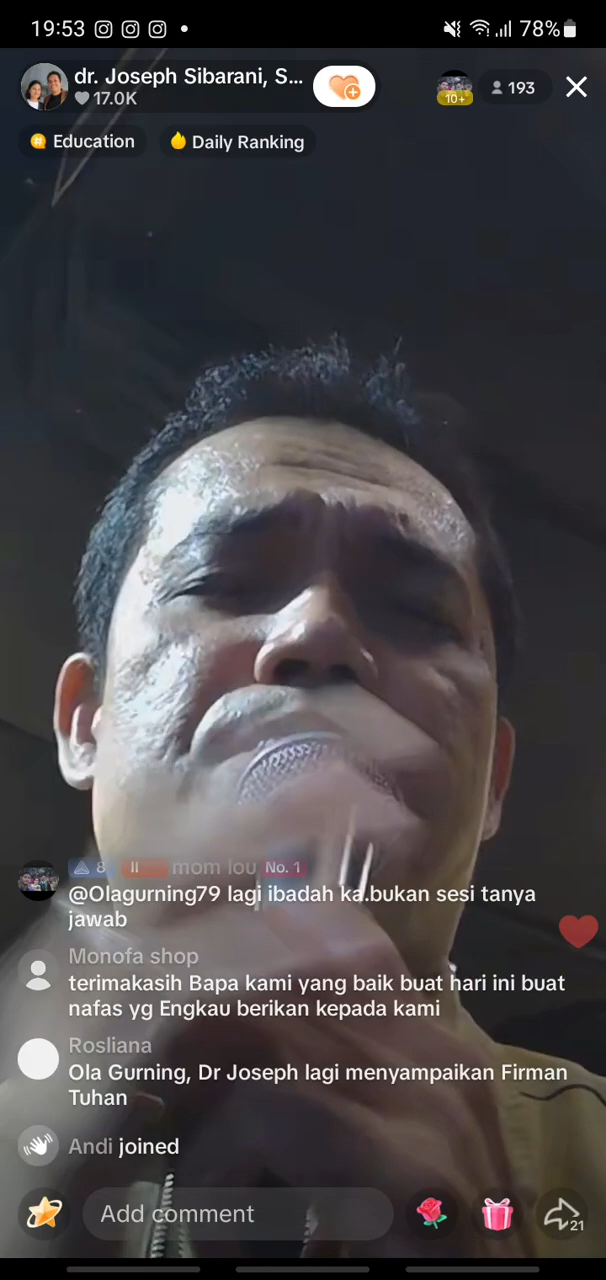 19:53
78%
dr. Joseph Sibarani, S...
17.0K
10+
193
Education
Daily Ranking
8 II mom lou No. 1
@Olagurning79 lagi ibadah ka.bukan sesi tanya
jawab
Monofa shop
terimakasih Bapa kami yang baik buat hari ini buat
nafas yg Engkau berikan kepada kami
Rosliana
Ola Gurning, Dr Joseph lagi menyampaikan Firman
Tuhan
Andi joined
Add comment
21